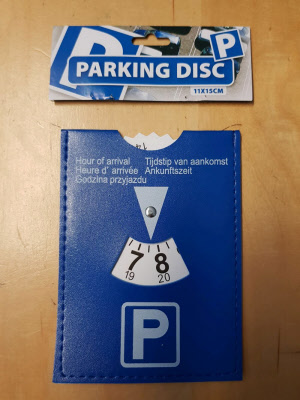 P
PARKING DISC
11X15CM
Hour of arrival Tijdstip van aankomst
Heure d' arrivée Ankunftszeit
Godzina przyjazdu
7 8
19 20
P